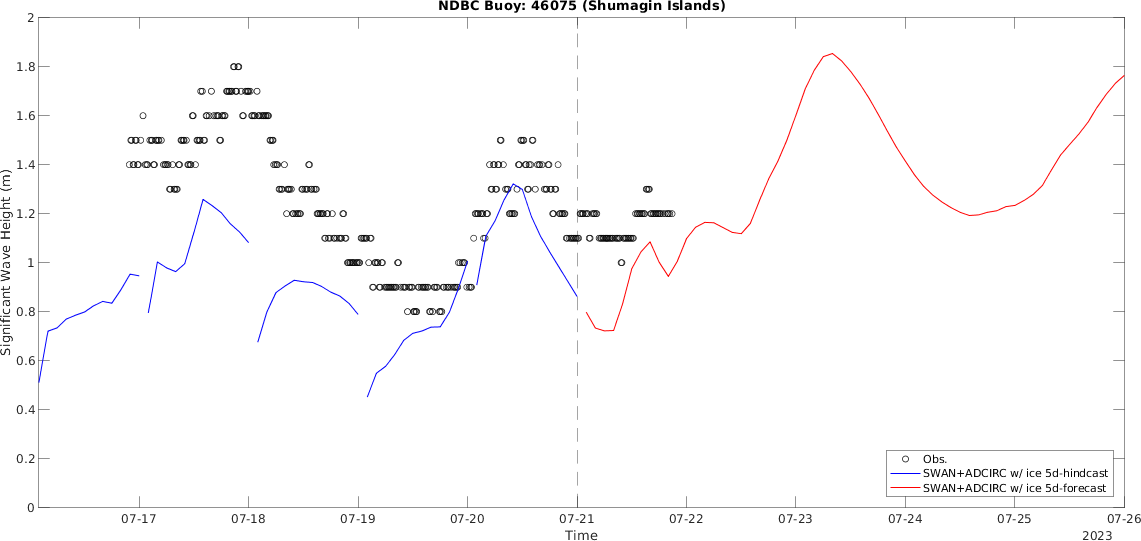 NDBC Buoy: 46075 (Shumagin Islands)
Significant Wave Height (m)
2
1.8
1.6
1.4
1.2
1
0.8
0.6
0.4
0.2
0
Obs.
SWAN+ADCIRC w/ ice 5d-hindcast
SWAN+ADCIRC w/ ice 5d-forecast
07-17 07-18 07-19 07-20 07-21 07-22 07-23 07-24 07-25 07-26
Time
2023